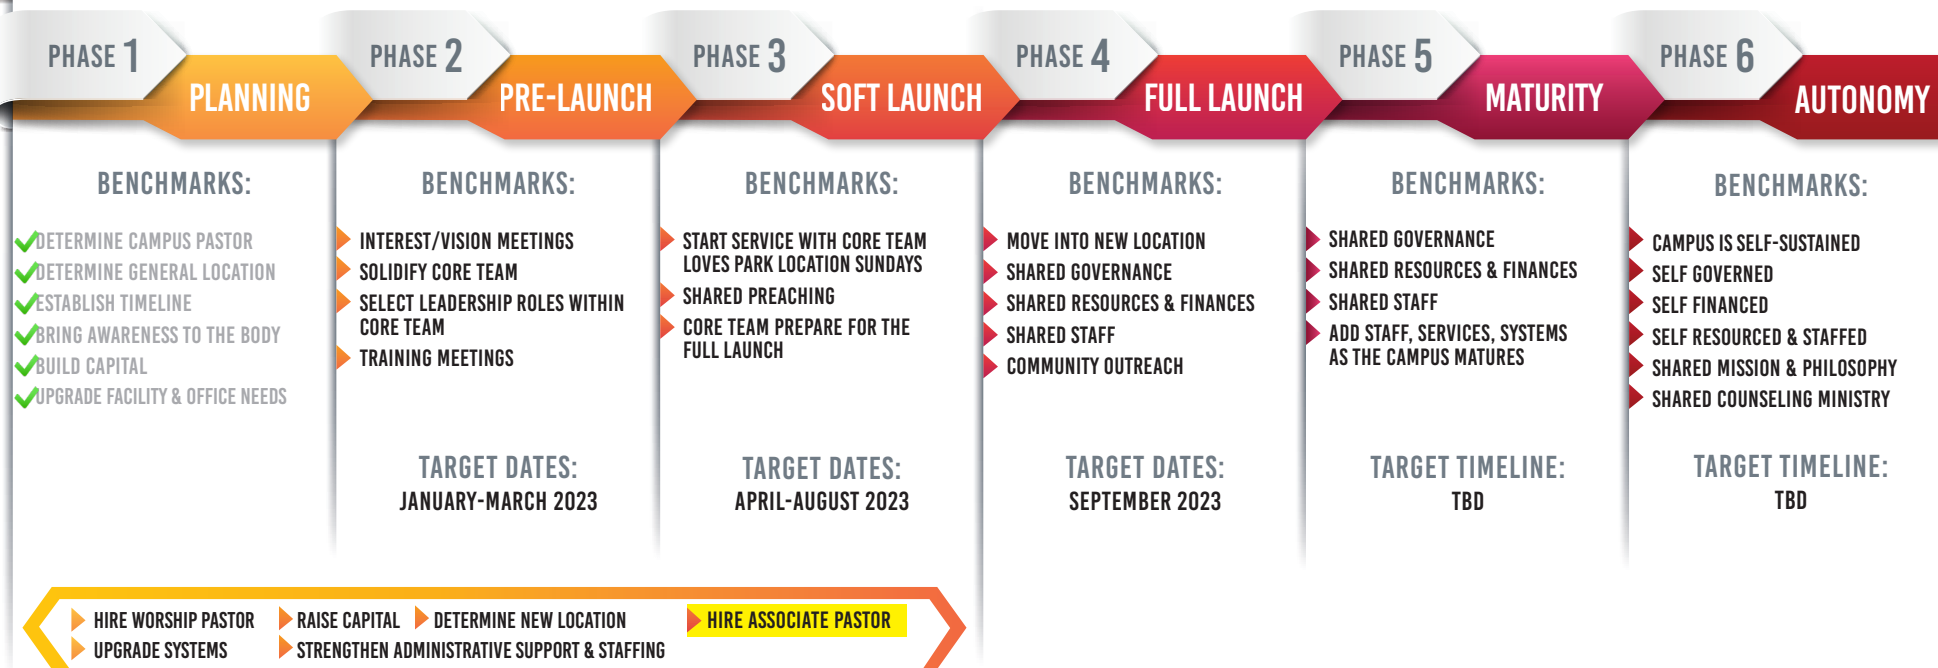 PHASE 1
PLANNING
BENCHMARKS:
DETERMINE CAMPUS PASTOR
DETERMINE GENERAL LOCATION
ESTABLISH TIMELINE
BRING AWARENESS TO THE BODY
BUILD CAPITAL
UPGRADE FACILITY & OFFICE NEEDS
PHASE 2
PRE-LAUNCH
BENCHMARKS:
INTEREST/VISION MEETINGS
SOLIDIFY CORE TEAM
SELECT LEADERSHIP ROLES WITHIN
CORE TEAM
TRAINING MEETINGS
TARGET DATES:
JANUARY-MARCH 2023
PHASE 3
SOFT LAUNCH
BENCHMARKS:
START SERVICE WITH CORE TEAM
LOVES PARK LOCATION SUNDAYS
SHARED PREACHING
CORE TEAM PREPARE FOR THE
FULL LAUNCH
TARGET DATES:
APRIL-AUGUST 2023
PHASE 4
FULL LAUNCH
BENCHMARKS:
MOVE INTO NEW LOCATION
SHARED GOVERNANCE
SHARED RESOURCES & FINANCES
SHARED STAFF
COMMUNITY OUTREACH
TARGET DATES:
SEPTEMBER 2023
PHASE 5
MATURITY
BENCHMARKS:
SHARED GOVERNANCE
SHARED RESOURCES & FINANCES
SHARED STAFF
ADD STAFF, SERVICES, SYSTEMS
AS THE CAMPUS MATURES
TARGET TIMELINE:
TBD
PHASE 6
AUTONOMY
BENCHMARKS:
CAMPUS IS SELF-SUSTAINED
SELF GOVERNED
SELF FINANCED
SELF RESOURCED & STAFFED
SHARED MISSION & PHILOSOPHY
SHARED COUNSELING MINISTRY
TARGET TIMELINE:
TBD
HIRE WORSHIP PASTOR RAISE CAPITAL DETERMINE NEW LOCATION HIRE ASSOCIATE PASTOR
UPGRADE SYSTEMS STRENGTHEN ADMINISTRATIVE SUPPORT & STAFFING